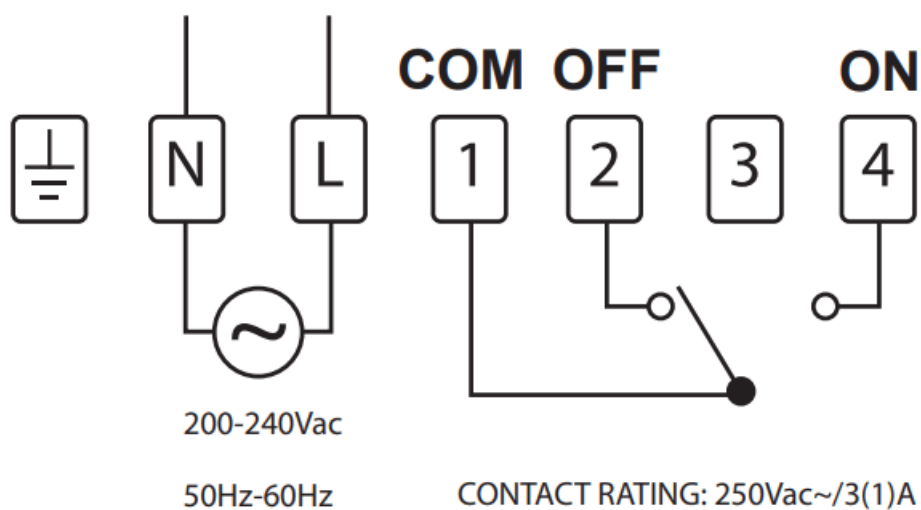 COM OFF ON
N L 1 2 3 4
200-240Vac
50Hz-60Hz CONTACT RATING: 250Vac~/3(1)A